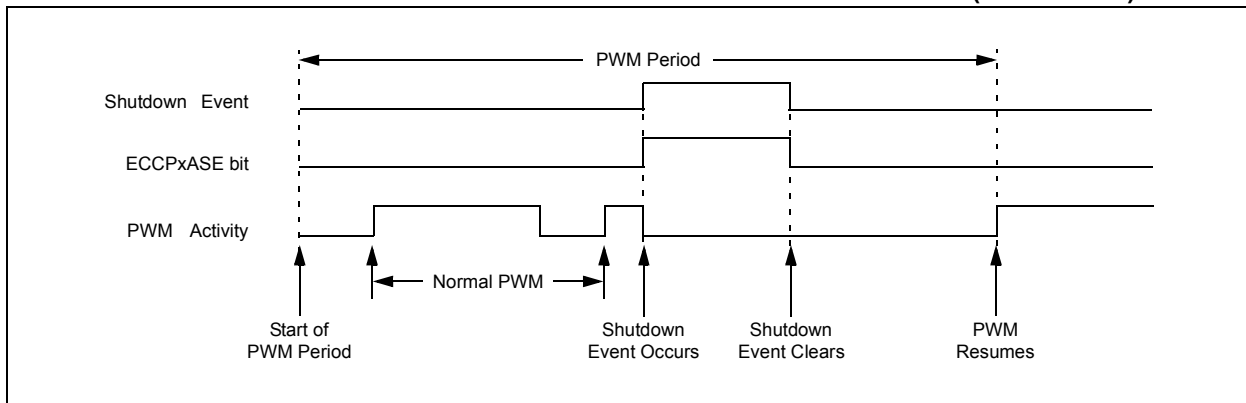 PWM Period
Shutdown Event
ECCPxASE bit
PWM Activity
Normal PWM
Start of
PWM Period
Shutdown
Event Occurs
Shutdown
Event Clears
PWM
Resumes